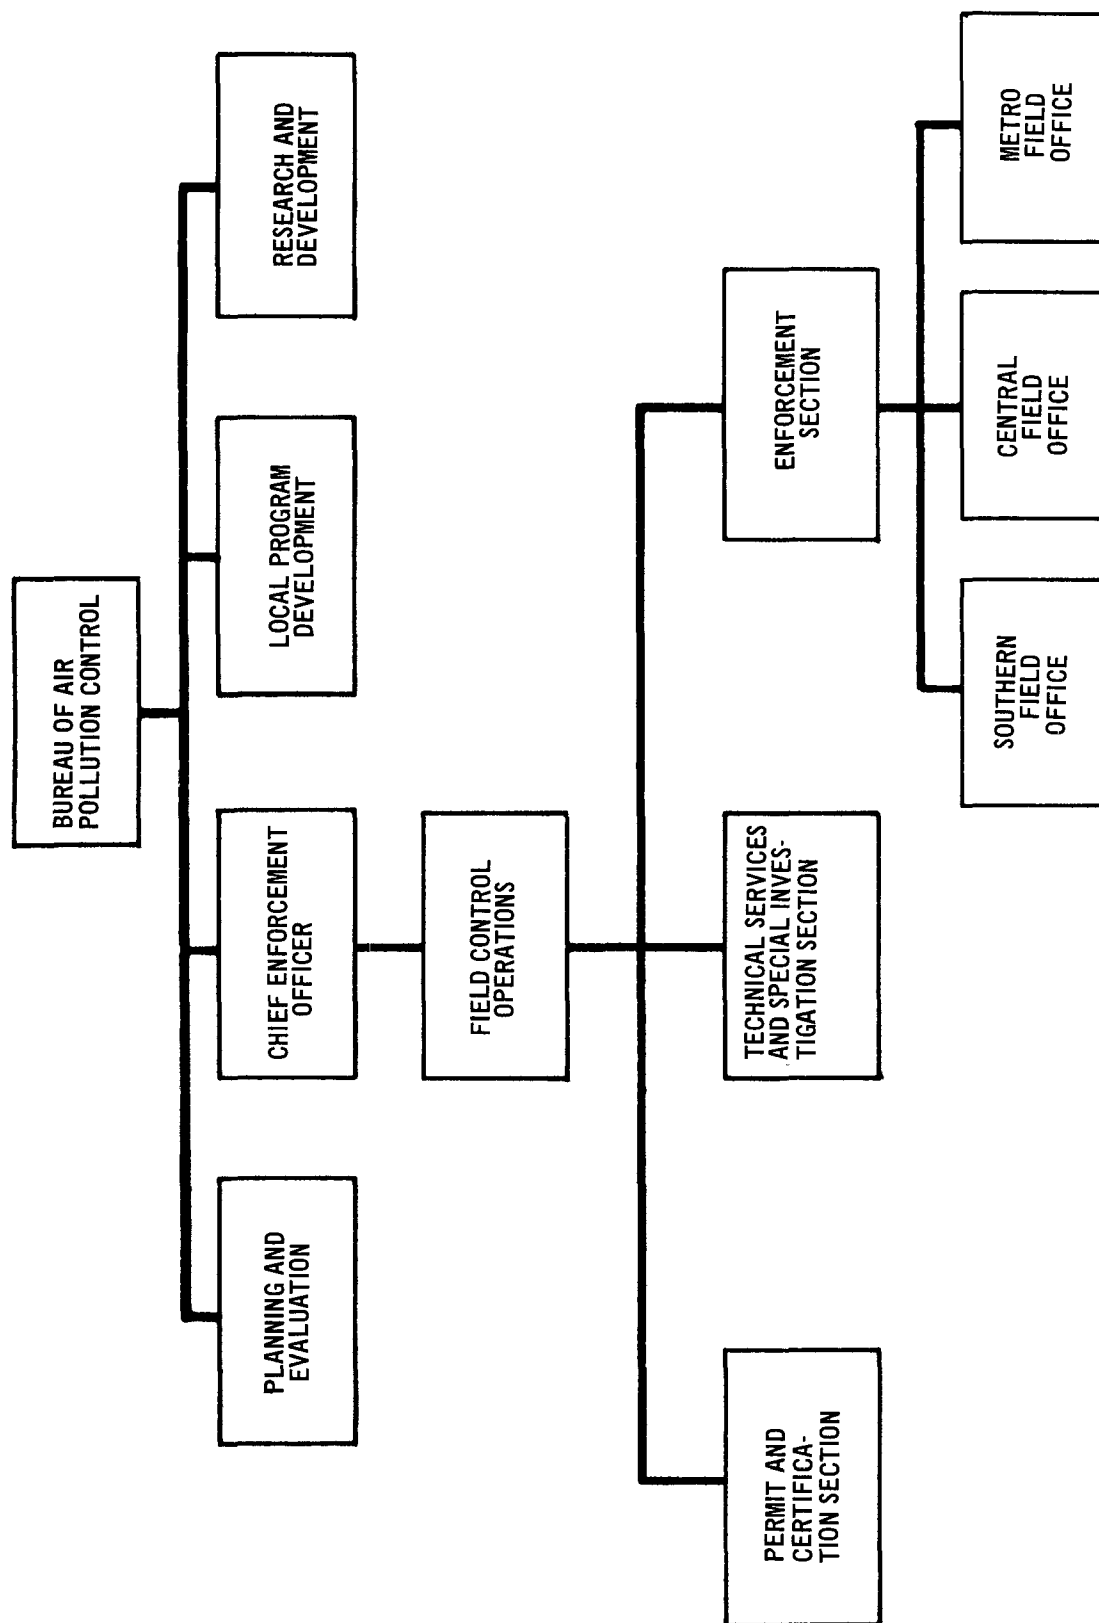 BUREAU OF AIR
POLLUTION CONTROL
PLANNING AND
EVALUATION
CHIEF ENFORCEMENT
OFFICER
LOCAL PROGRAM
DEVELOPMENT
RESEARCH AND
DEVELOPMENT
FIELD CONTROL
OPERATIONS
PERMIT AND
CERTIFICA-
TION SECTION
TECHNICAL SERVICES
AND SPECIAL INVES-
TIGATION SECTION
ENFORCEMENT
SECTION
SOUTHERN
FIELD
OFFICE
CENTRAL
FIELD
OFFICE
METRO
FIELD
OFFICE